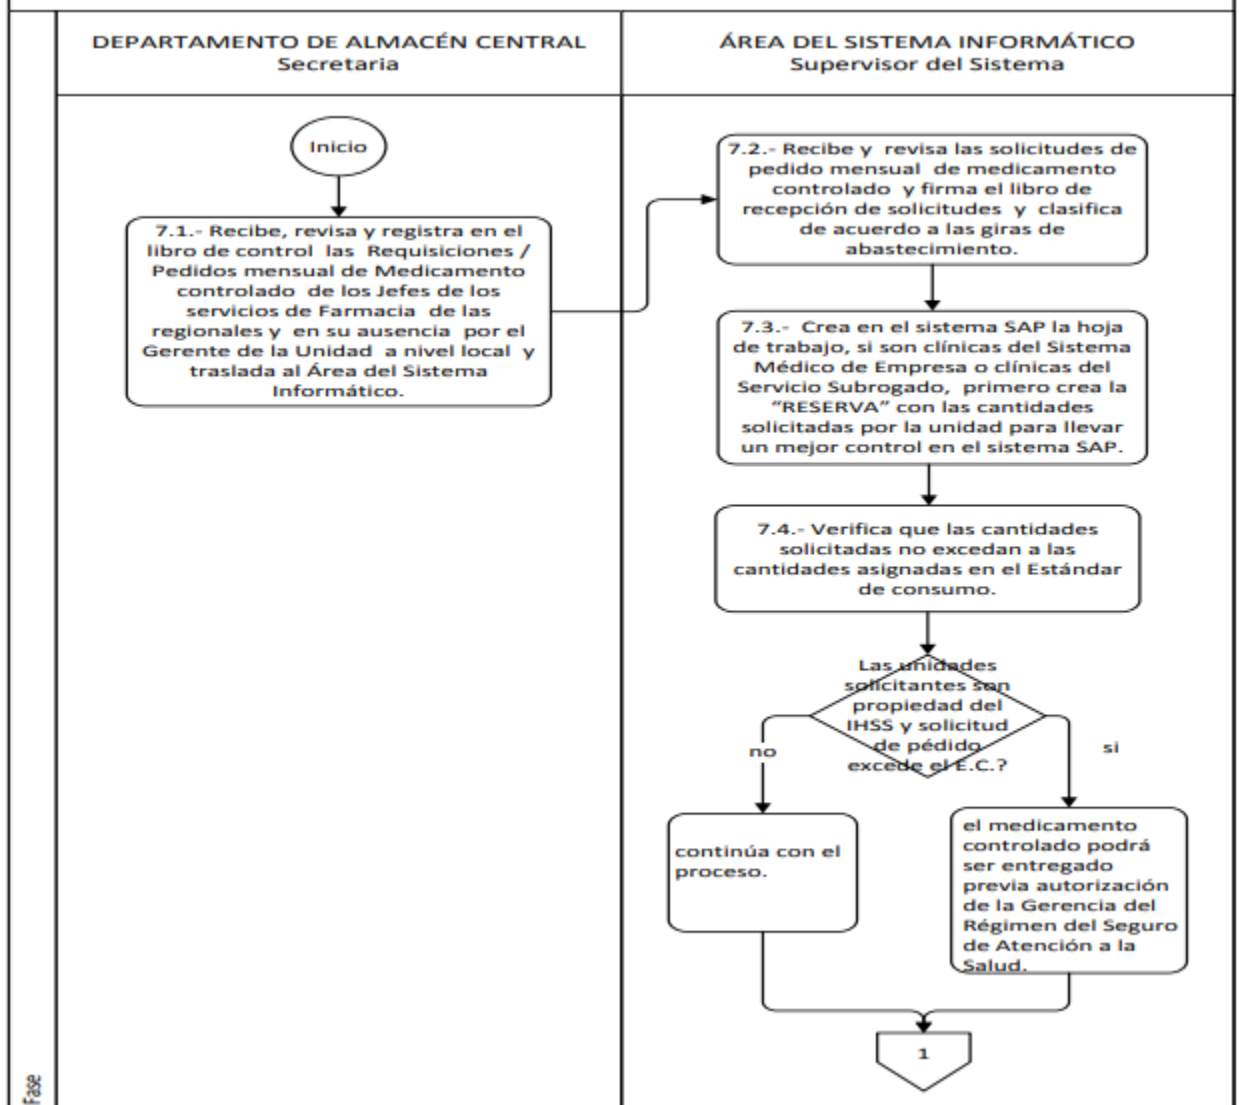 DEPARTAMENTO DE ALMACÉN CENTRAL
Secretaria
ÁREA DEL SISTEMA INFORMÁTICO
Supervisor del Sistema
Inicio
7.1.- Recibe, revisa y registra en el
libro de control las Requisiciones /
Pedidos mensual de Medicamento
controlado de los Jefes de los
servicios de Farmacia de las
regionales y en su ausencia por el
Gerente de la Unidad a nivel local y
traslada al Área del Sistema
Informático.
7.2.- Recibe y revisa las solicitudes de
pedido mensual de medicamento
controlado y firma el libro de
recepción de solicitudes y clasifica
de acuerdo a las giras de
abastecimiento.
7.3.- Crea en el sistema SAP la hoja
de trabajo, si son clínicas del Sistema
Médico de Empresa o clínicas del
Servicio Subrogado, primero crea la
“RESERVA” con las cantidades
solicitadas por la unidad para llevar
un mejor control en el sistema SAP.
7.4.- Verifica que las cantidades
solicitadas no excedan a las
cantidades asignadas en el Estándar
de consumo.
Las unidades
solicitantes son
propiedad del
IHSS y solicitud
de pédido
excede el E.C.?
no
si
continúa con el
proceso.
el medicamento
controlado podrá
ser entregado
previa autorización
de la Gerencia del
Régimen del Seguro
de Atención a la
Salud.
1
Fase